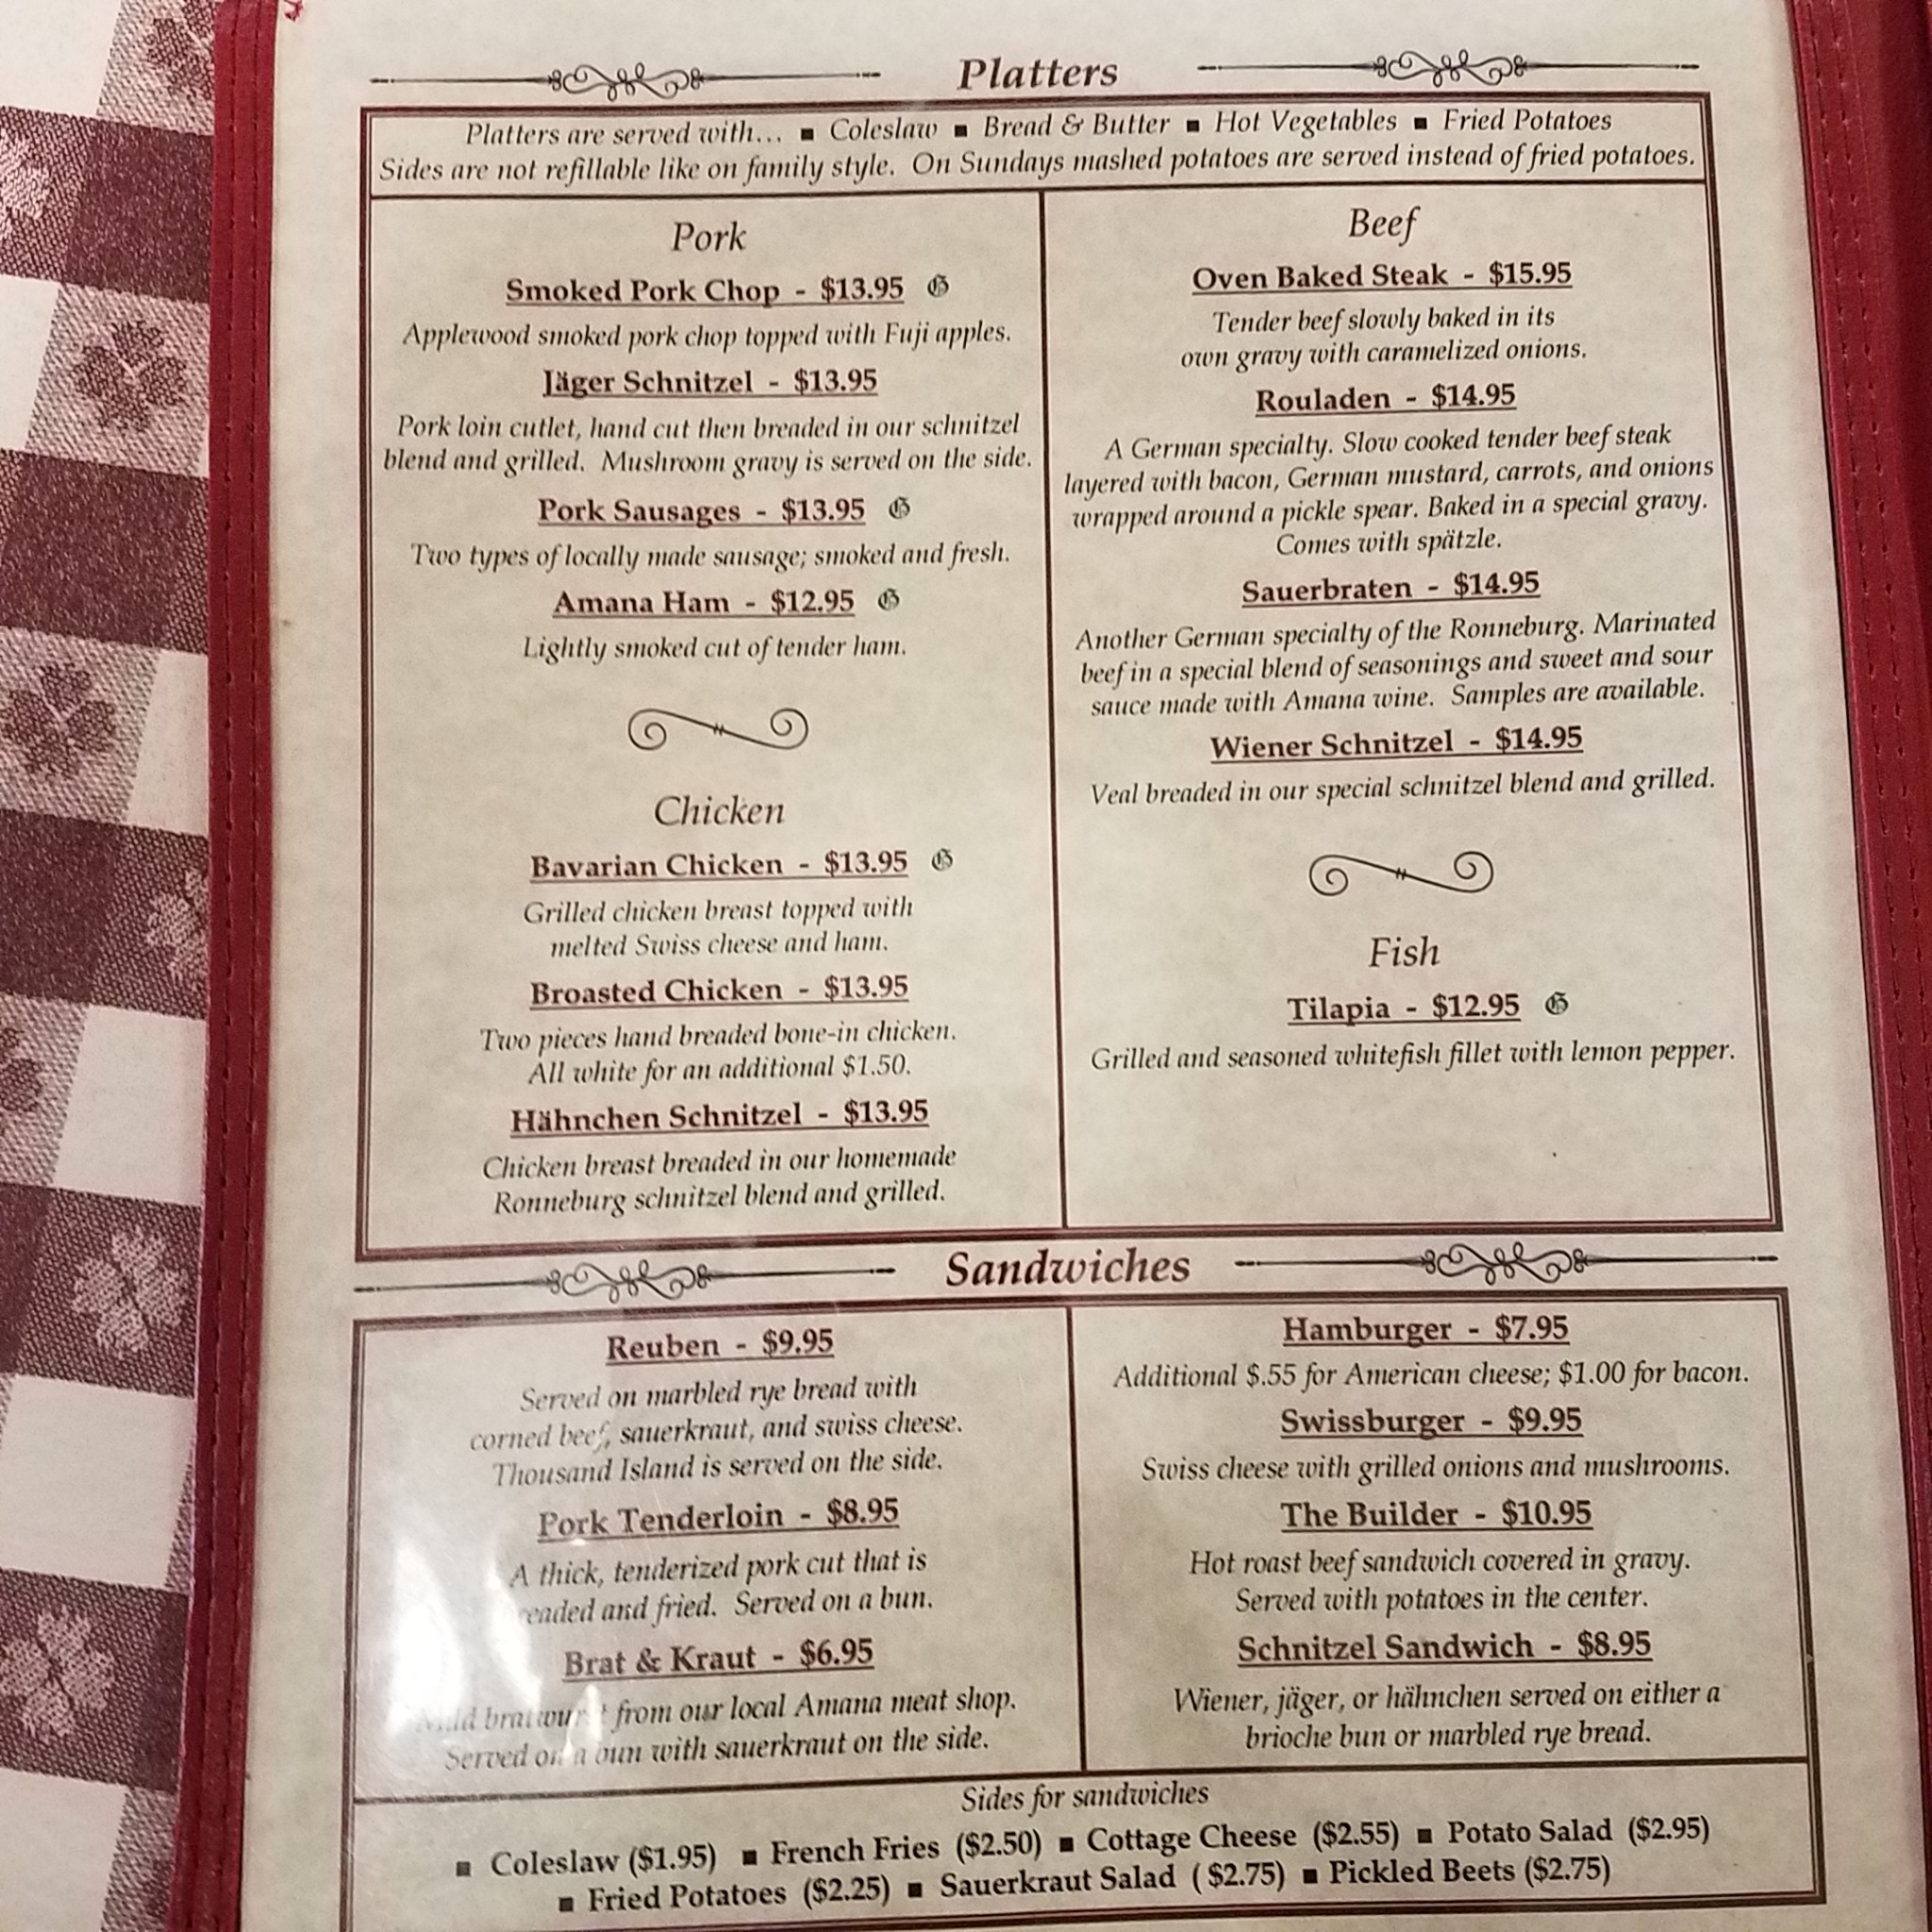 Platters
Platters are served with... ▪ Coleslaw ▪ Bread & Butter ▪ Hot Vegetables ▪ Fried Potatoes
Sides are not refillable like on family style. On Sundays mashed potatoes are served instead of fried potatoes.
Pork
Smoked Pork Chop - $13.95 G
Applewood smoked pork chop topped with Fuji apples.
Jäger Schnitzel - $13.95
Pork loin cutlet, hand cut then breaded in our schnitzel
blend and grilled. Mushroom gravy is served on the side.
Pork Sausages - $13.95 G
Two types of locally made sausage; smoked and fresh.
Amana Ham - $12.95 G
Lightly smoked cut of tender ham.
Chicken
Bavarian Chicken - $13.95 G
Grilled chicken breast topped with
melted Swiss cheese and ham.
Broasted Chicken - $13.95
Two pieces hand breaded bone-in chicken.
All white for an additional $1.50.
Hähnchen Schnitzel - $13.95
Chicken breast breaded in our homemade
Ronneburg schnitzel blend and grilled.
Beef
Oven Baked Steak - $15.95
Tender beef slowly baked in its
own gravy with caramelized onions.
Rouladen - $14.95
A German specialty. Slow cooked tender beef steak
layered with bacon, German mustard, carrots, and onions
wrapped around a pickle spear. Baked in a special gravy.
Comes with spätzle.
Sauerbraten - $14.95
Another German specialty of the Ronneburg. Marinated
beef in a special blend of seasonings and sweet and sour
sauce made with Amana wine. Samples are available.
Wiener Schnitzel - $14.95
Veal breaded in our special schnitzel blend and grilled.
Fish
Tilapia - $12.95 G
Grilled and seasoned whitefish fillet with lemon pepper.
Sandwiches
Reuben - $9.95
Served on marbled rye bread with
corned beef, sauerkraut, and swiss cheese.
Thousand Island is served on the side.
Pork Tenderloin - $8.95
A thick, tenderized pork cut that is
and fried. Served on a bun.
Brat & Kraut - $6.95
from our local Amana meat shop.
Served on a bun with sauerkraut on the side.
Hamburger - $7.95
Additional $.55 for American cheese; $1.00 for bacon.
Swissburger - $9.95
Swiss cheese with grilled onions and mushrooms.
The Builder - $10.95
Hot roast beef sandwich covered in gravy.
Served with potatoes in the center.
Schnitzel Sandwich - $8.95
Wiener, jäger, or hähnchen served on either a
brioche bun or marbled rye bread.
Sides for sandwiches
▪ Coleslaw ($1.95) ▪ French Fries ($2.50) ▪ Cottage Cheese ($2.55) ▪ Potato Salad ($2.95)
▪ Fried Potatoes ($2.25) ▪ Sauerkraut Salad ( $2.75) ▪ Pickled Beets ($2.75)